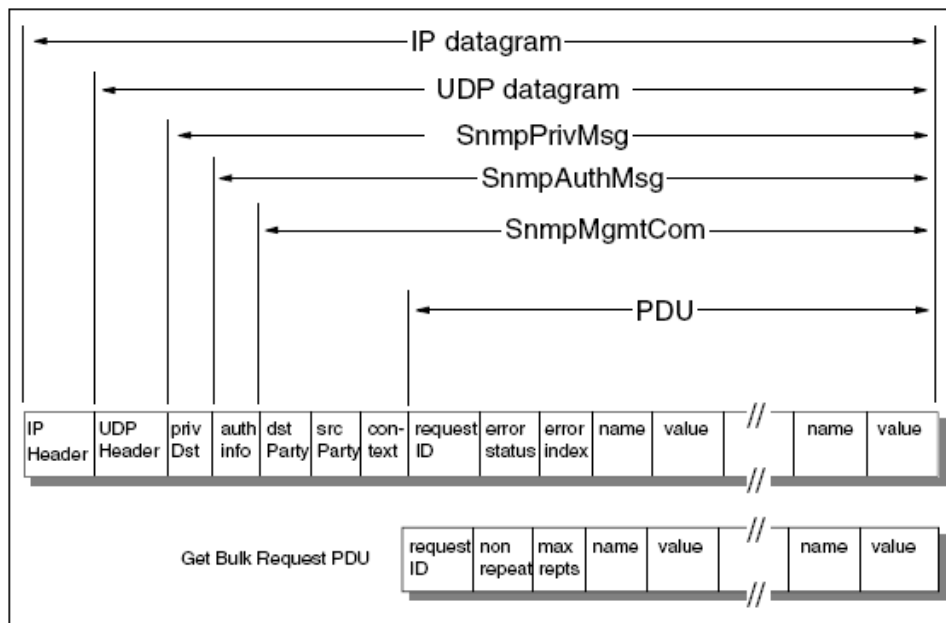 IP datagram
UDP datagram
SnmpPrivMsg
SnmpAuthMsg
SnmpMgmtCom
PDU
IP Header UDP Header priv Dst auth info dst Party src Party con-text request ID error status error index name value // name value //
Get Bulk Request PDU request ID non repeat max repts name value // name value //